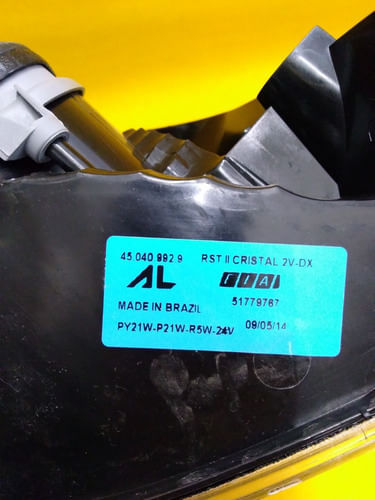 45.040.992.9 RST II CRISTAL 2V-DX
AL FIAT
51779767
MADE IN BRAZIL
PY21W-P21W-R5W-24V 09/05/14